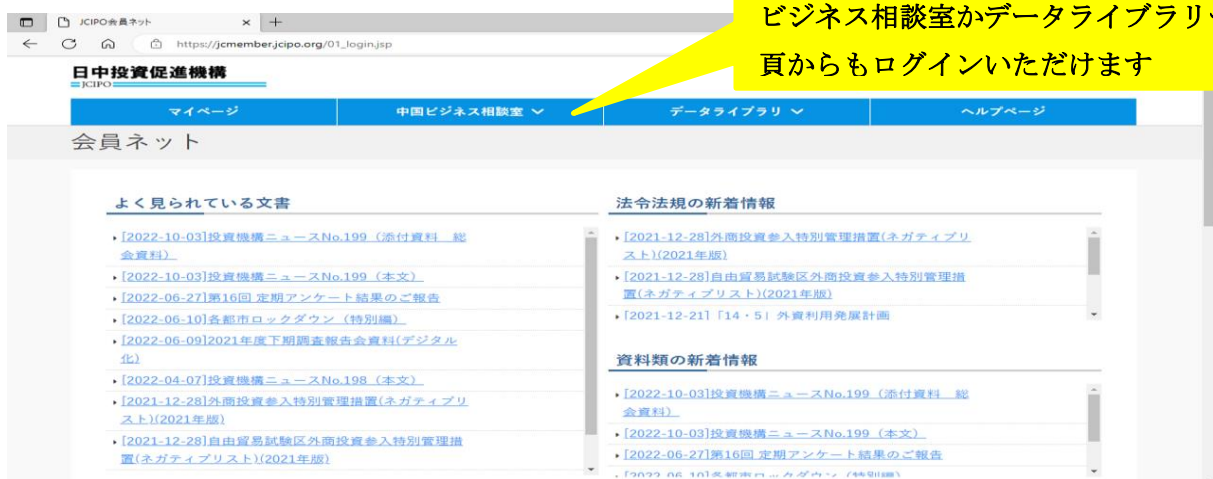 JCIPO会員ネット
https://jcmember.jcipo.org/01_login.jsp
ビジネス相談室かデータライブラリ
頁からもログインいただけます
日中投資促進機構
JCIPO
マイページ
中国ビジネス相談室
データライブラリ
ヘルプページ
会員ネット
よく見られている文書
[2022-10-03]投資機構ニュースNo.199（添付資料　総
会資料）
[2022-10-03]投資機構ニュースNo.199（本文）
[2022-06-27]第16回 定期アンケート結果のご報告
[2022-06-10]各都市ロックダウン（特別編）
[2022-06-09]2021年度下期調査報告会資料(デジタル
化)
[2022-04-07]投資機構ニュースNo.198（本文）
[2021-12-28]外商投資参入特別管理措置(ネガティブリ
スト)(2021年版)
[2021-12-28]自由貿易試験区外商投資参入特別管理措
置(ネガティブリスト)(2021年版)
法令法規の新着情報
[2021-12-28]外商投資参入特別管理措置(ネガティブリ
スト)(2021年版)
[2021-12-28]自由貿易試験区外商投資参入特別管理措
置(ネガティブリスト)(2021年版)
[2021-12-21]「14・5」外資利用発展計画
資料類の新着情報
[2022-10-03]投資機構ニュースNo.199（添付資料　総
会資料）
[2022-10-03]投資機構ニュースNo.199（本文）
[2022-06-27]第16回 定期アンケート結果のご報告
[2022-06-10]各都市ロックダウン（特別編）